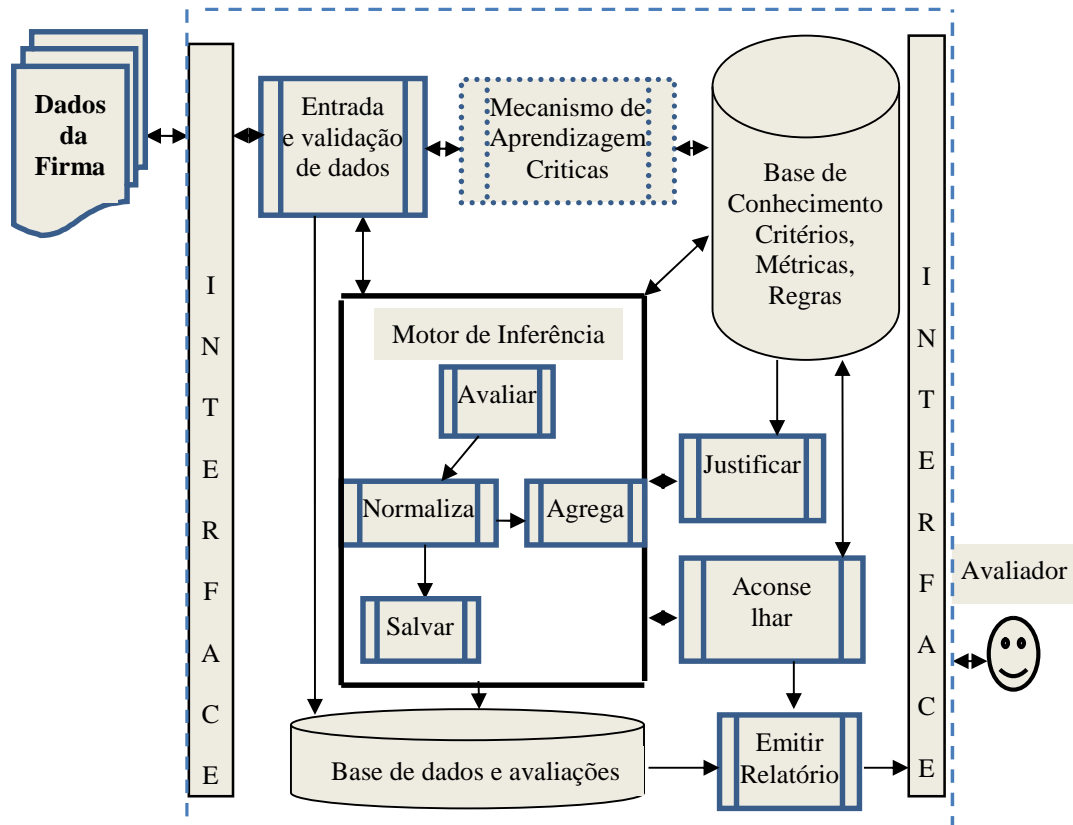 Dados
da
Firma
I
N
T
E
R
F
A
C
E
Entrada
e validação
de dados
Mecanismo de
Aprendizagem
Criticas
Base de
Conhecimento
Critérios,
Métricas,
Regras
Motor de Inferência
Avaliar
Normaliza
Agrega
Salvar
Justificar
Aconse
lhar
Base de dados e avaliações
Emitir
Relatório
I
N
T
E
R
F
A
C
E
Avaliador